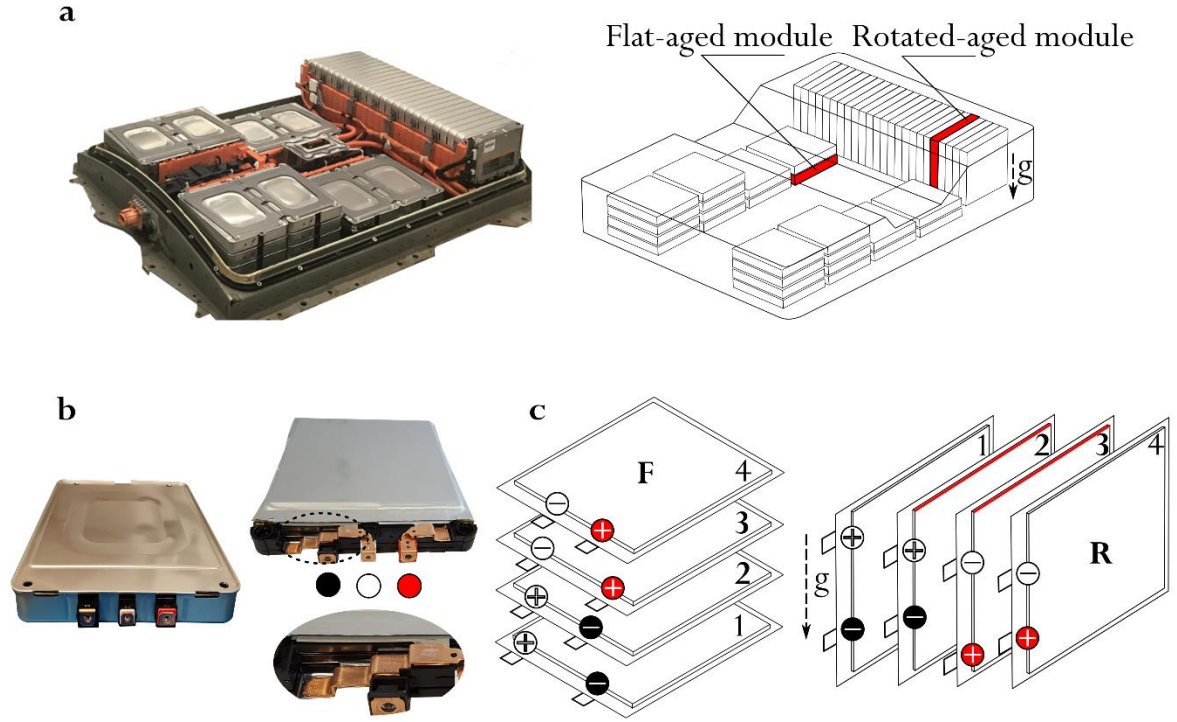 a
Flat-aged module Rotated-aged module
g
b
c
F
4
3
2
1
1
2
3
4
R
g